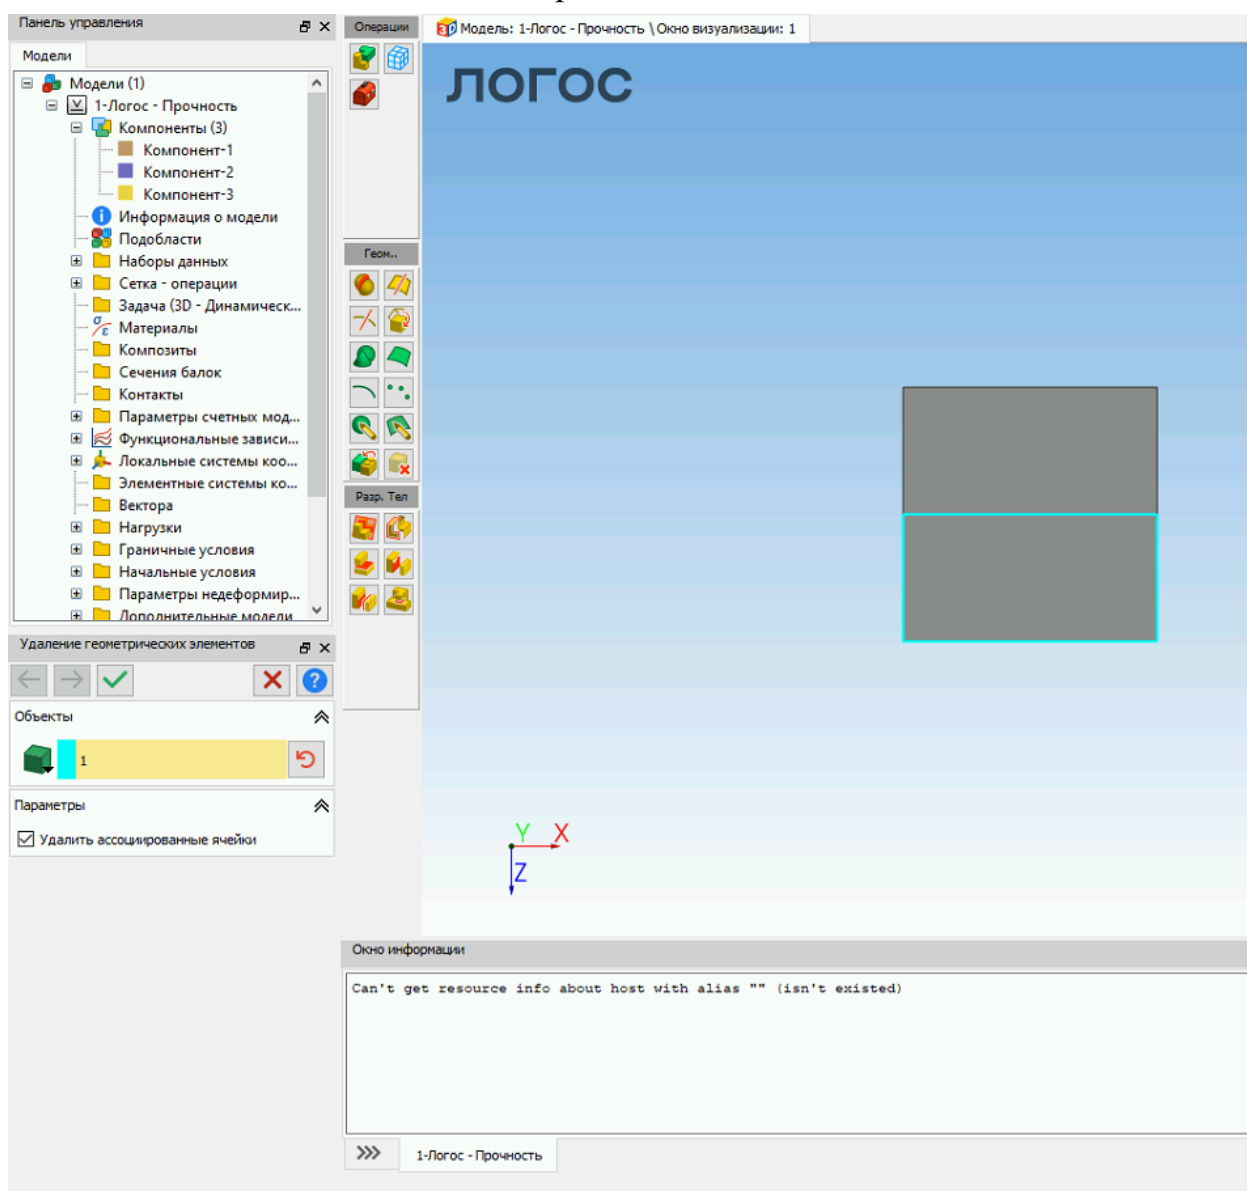 Панель управления
Модели
Модели (1)
1-Логос - Прочность
Компоненты (3)
Компонент-1
Компонент-2
Компонент-3
Информация о модели
Подобласти
Наборы данных
Сетка - операции
Задача (3D - Динамическ...
Материалы
Композиты
Сечения балок
Контакты
Параметры счетных мод...
Функциональные зависи...
Локальные системы коо...
Элементные системы ко...
Вектора
Нагрузки
Граничные условия
Начальные условия
Параметры недеформир...
Дополнительные модели
Удаление геометрических элементов
Объекты
1
Параметры
Удалить ассоциированные ячейки
Операции
Геом..
Разр. Тел
Модель: 1-Логос - Прочность \ Окно визуализации: 1
ЛОГОС
Y X
Z
Окно информации
Can't get resource info about host with alias "" (isn't existed)
1-Логос - Прочность